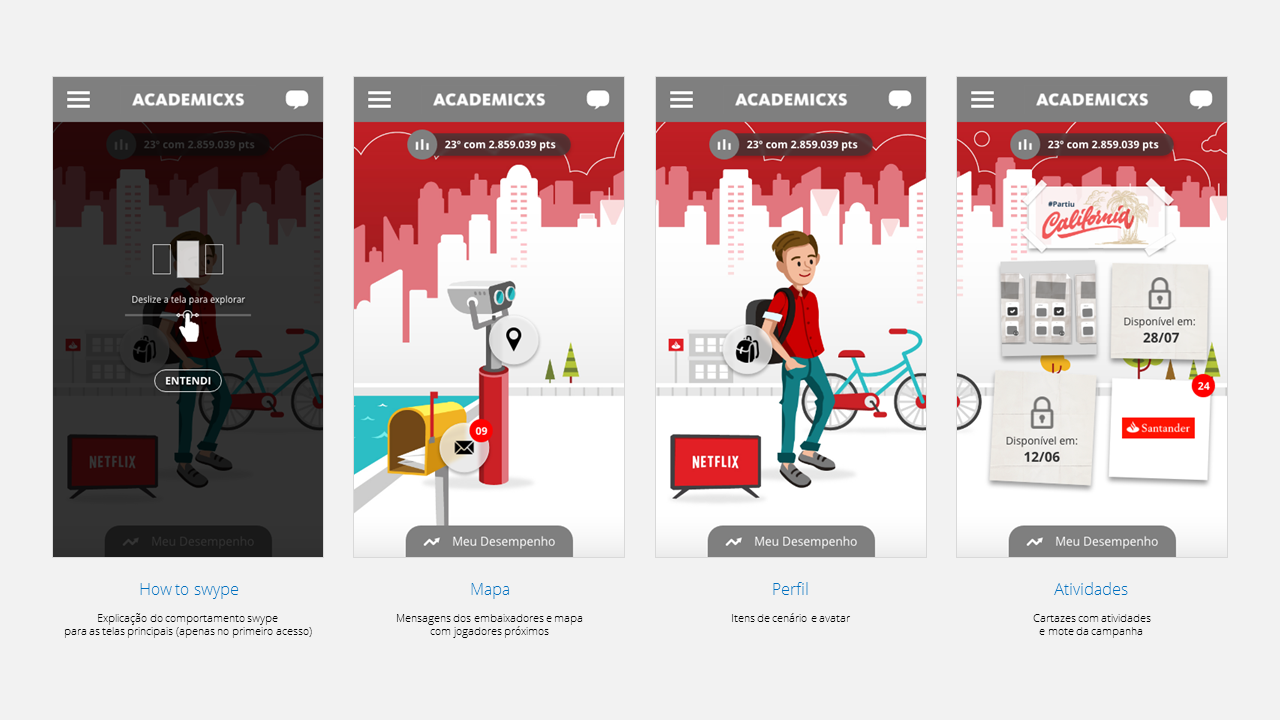 ACADEMICXS
23º com 2.859.039 pts
Deslize a tela para explorar
ENTENDI
NETFLIX
Meu Desempenho
How to swype
Explicação do comportamento swype
para as telas principais (apenas no primeiro acesso)
ACADEMICXS
23º com 2.859.039 pts
09
Meu Desempenho
Mapa
Mensagens dos embaixadores e mapa
com jogadores próximos
ACADEMICXS
23º com 2.859.039 pts
NETFLIX
Meu Desempenho
Perfil
Itens de cenário e avatar
ACADEMICXS
23º com 2.859.039 pts
#Partiu
California
Disponível em:
28/07
24
Disponível em:
12/06
Santander
Meu Desempenho
Atividades
Cartazes com atividades
e mote da campanha